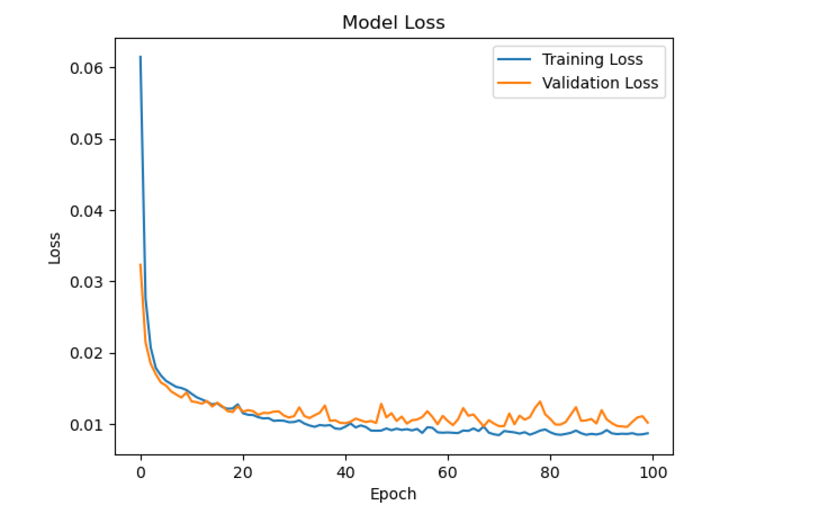 Model Loss
Training Loss
Validation Loss
0.06
0.05
0.04
0.03
0.02
0.01
Loss
0 20 40 60 80 100
Epoch